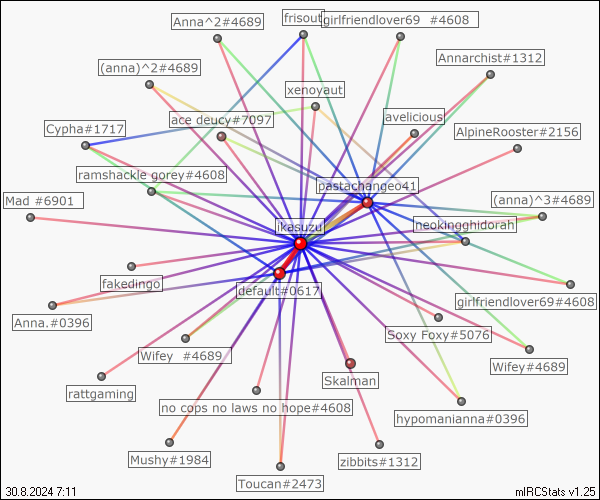 Anna^2#4689
frisout
girlfriendlover69 #4608
Annarchist#1312
(anna)^2#4689
xenoyaut
ace deucy#7097
avelicious
Cypha#1717
AlpineRooster#2156
ramshackle gorey#4608
pastachangeo41
Mad #6901
(anna)^3#4689
ikasuzu
neokingghidorah
fakedingo
default#0617
girlfriendlover69#4608
Anna.#0396
Soxy Foxy#5076
Wifey #4689
Wifey#4689
rattgaming
Skalman
no cops no laws no hope#4608
hypomanianna#0396
Mushy#1984
zibbits#1312
Toucan#2473
30.8.2024 7:11
mIRCStats v1.25